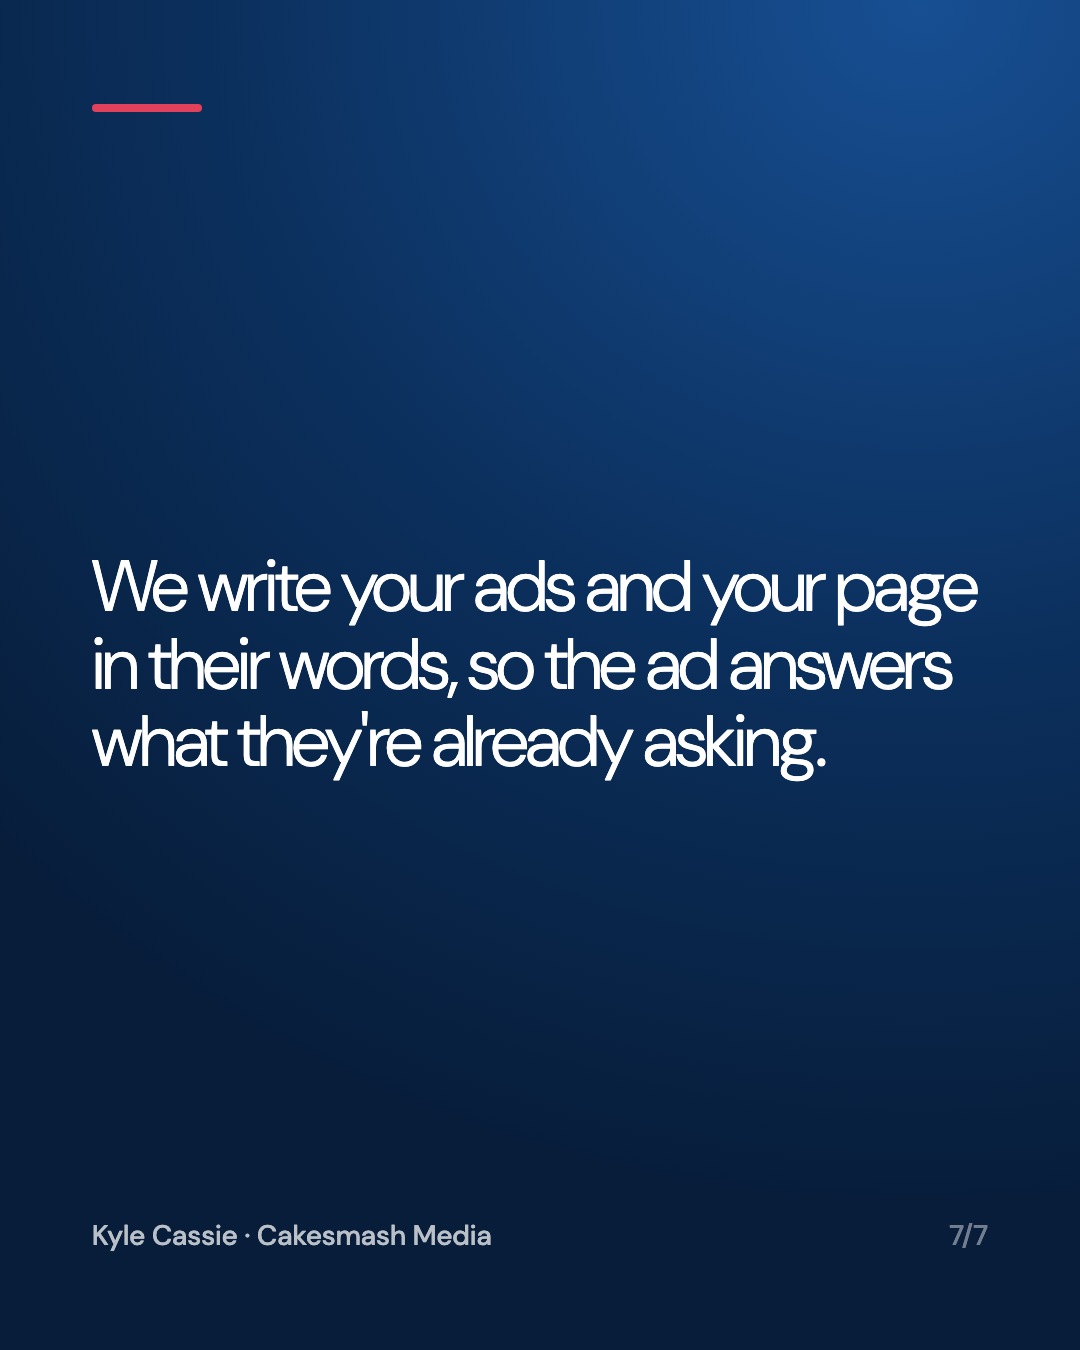 We write your ads and your page
in their words, so the ad answers
what they're already asking.
Kyle Cassie · Cakesmash Media
7/7